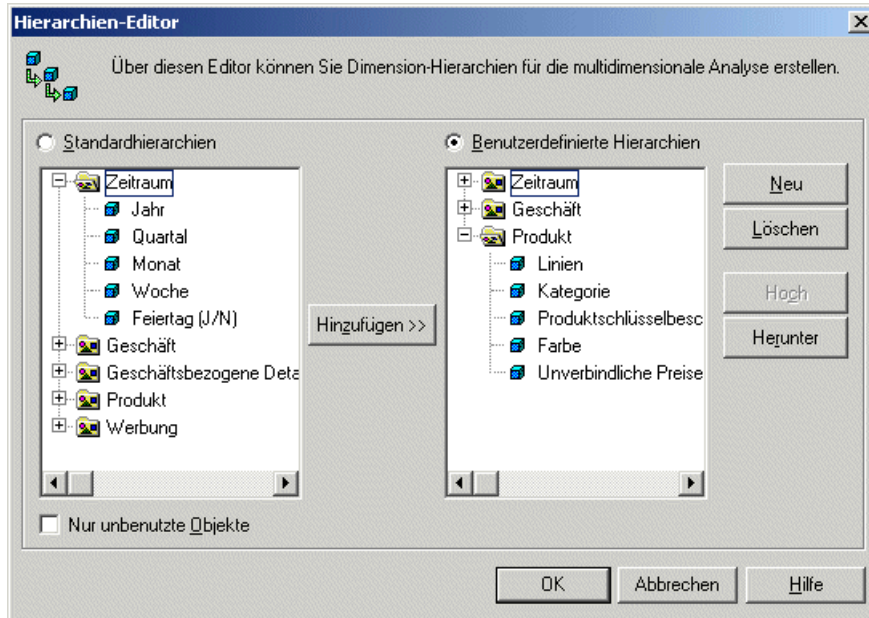 Hierarchien-Editor
Über diesen Editor können Sie Dimension-Hierarchien für die multidimensionale Analyse erstellen.
Standardhierarchien
Zeitraum
Jahr
Quartal
Monat
Woche
Feiertag (J/N)
Geschäft
Geschäftsbezogene Deta
Produkt
Werbung
Nur unbenutzte Objekte
Hinzufügen >>
Benutzerdefinierte Hierarchien
Zeitraum
Geschäft
Produkt
Linien
Kategorie
Produktschlüsselbesc
Farbe
Unverbindliche Preise
Neu
Löschen
Hoch
Herunter
OK
Abbrechen
Hilfe